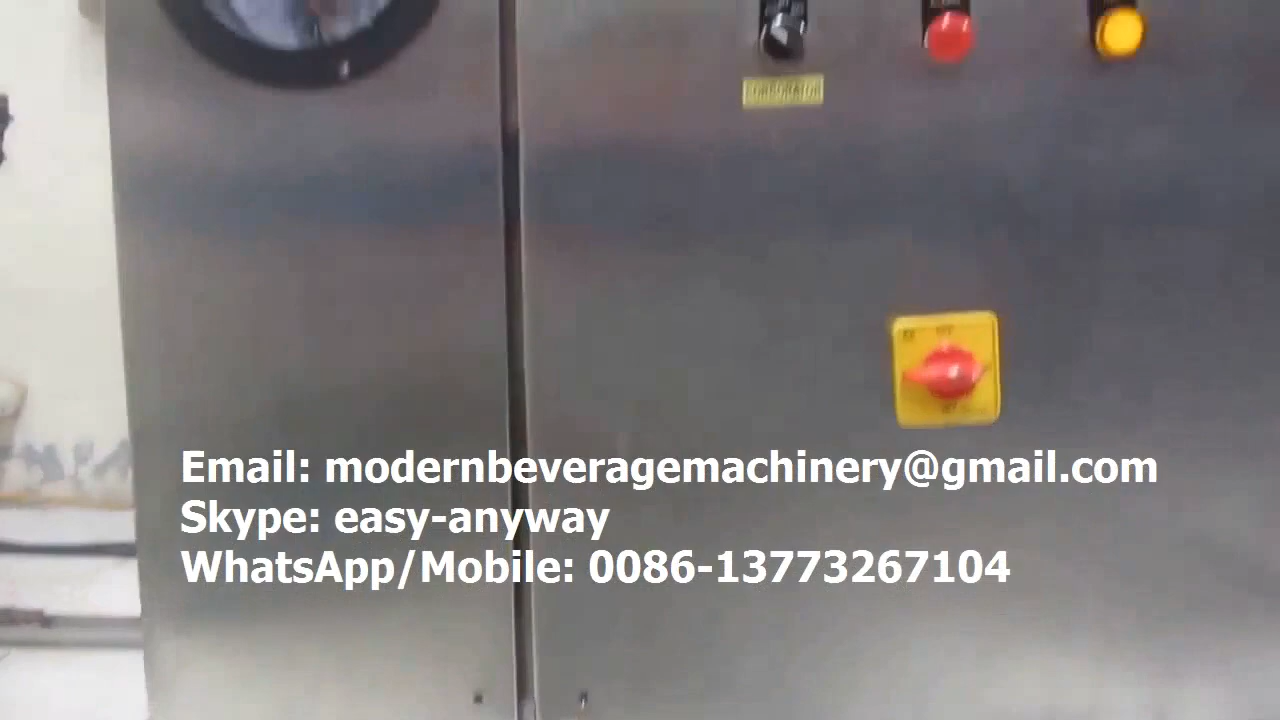 Email: modernbeveragemachinery@gmail.com
Skype: easy-anyway
WhatsApp/Mobile: 0086-13773267104